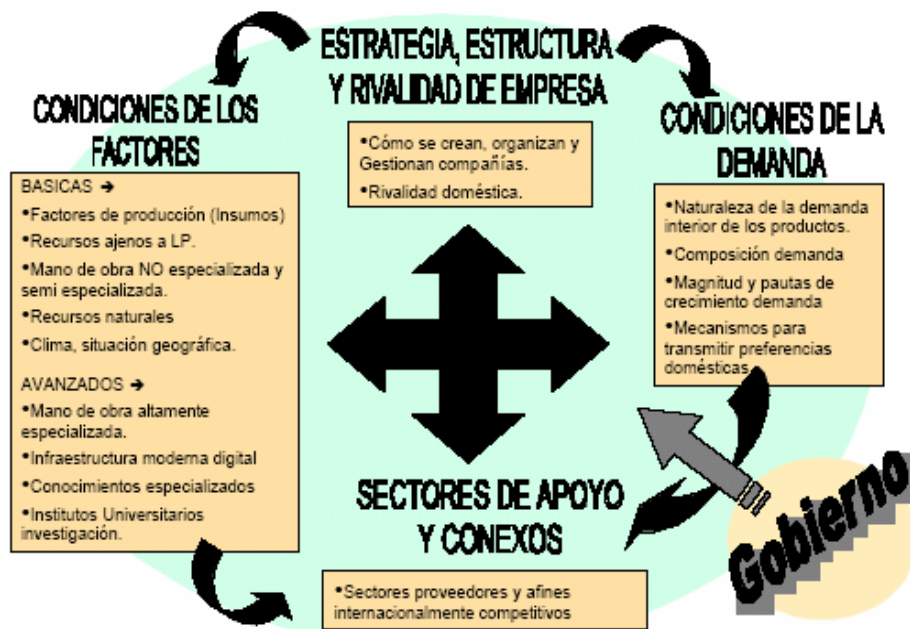 ESTRATEGIA, ESTRUCTURA
Y RIVALIDAD DE EMPRESA
•Cómo se crean, organizan y
Gestionan compañías.
•Rivalidad doméstica.
CONDICIONES DE LOS
FACTORES
BASICAS →
•Factores de producción (Insumos)
•Recursos ajenos a LP.
•Mano de obra NO especializada y
semi especializada.
•Recursos naturales
•Clima, situación geográfica.
AVANZADOS →
•Mano de obra altamente
especializada.
•Infraestructura moderna digital
•Conocimientos especializados
•Institutos Universitarios
investigación.
CONDICIONES DE LA
DEMANDA
•Naturaleza de la demanda
interior de los productos.
•Composición demanda
•Magnitud y pautas de
crecimiento demanda
•Mecanismos para
transmitir preferencias
domésticas
SECTORES DE APOYO
Y CONEXOS
•Sectores proveedores y afines
internacionalmente competitivos
Gobierno